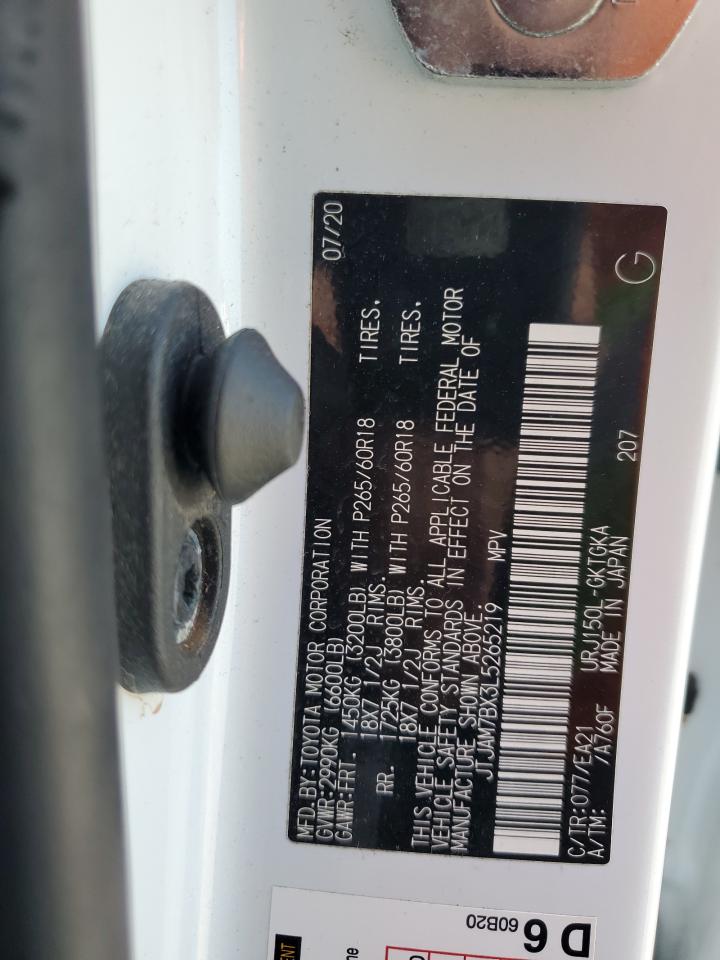 MFD.BY:TOYOTA MOTOR CORPORATION 07/20
GVWR:2990KG (6600LB)
GAWR:FRT. 1450KG (3200LB) WITH P265/60R18 TIRES,
18X7 1/2J RIMS.
RR. 1725KG (3800LB) WITH P265/60R18 TIRES,
18X7 1/2J RIMS.
THIS VEHICLE CONFORMS TO ALL APPLICABLE FEDERAL MOTOR
VEHICLE SAFETY STANDARDS IN EFFECT ON THE DATE OF
MANUFACTURE SHOWN ABOVE.
JTJAM7BX3L5265219 MPV
C/TR:077/EA21 URJ150L-GKTGKA 207 G
A/TM: /A760F MADE IN JAPAN
D6
60B20